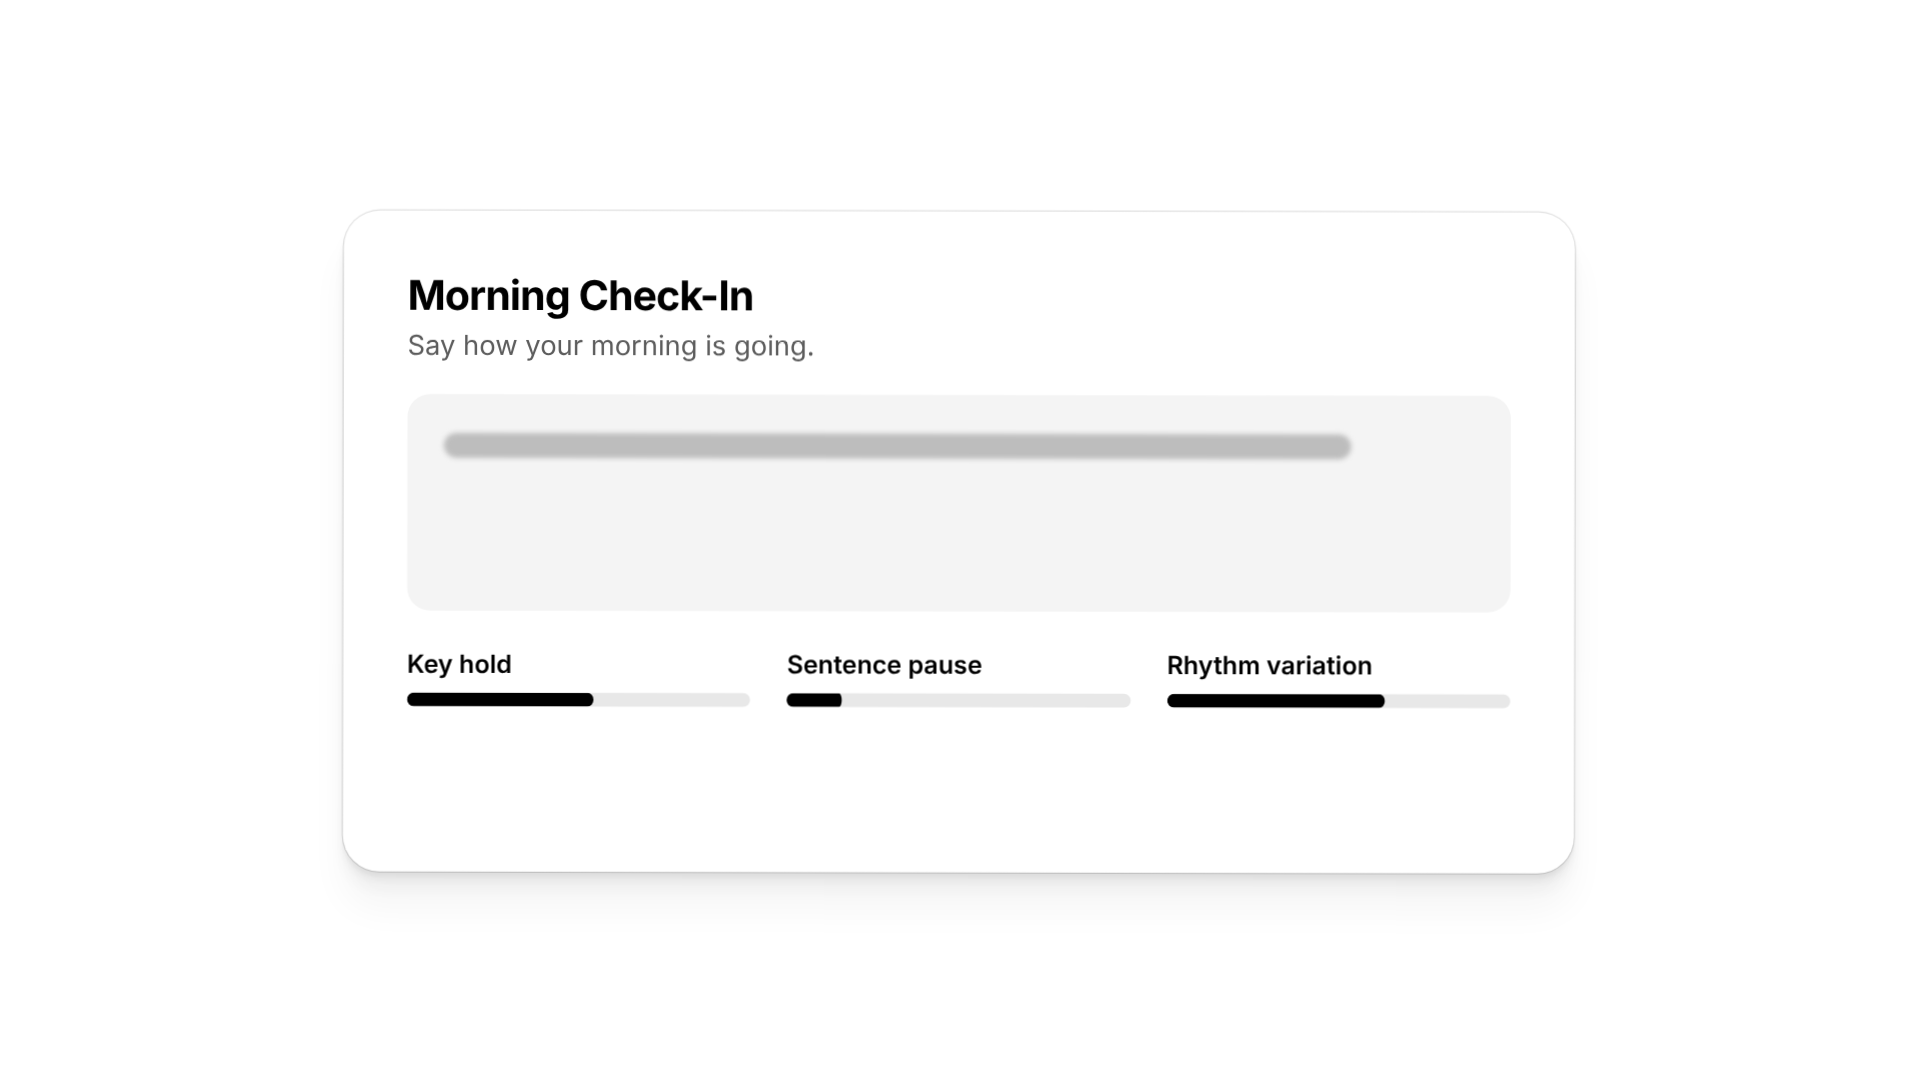 Morning Check-In
Say how your morning is going.
Key hold
Sentence pause
Rhythm variation